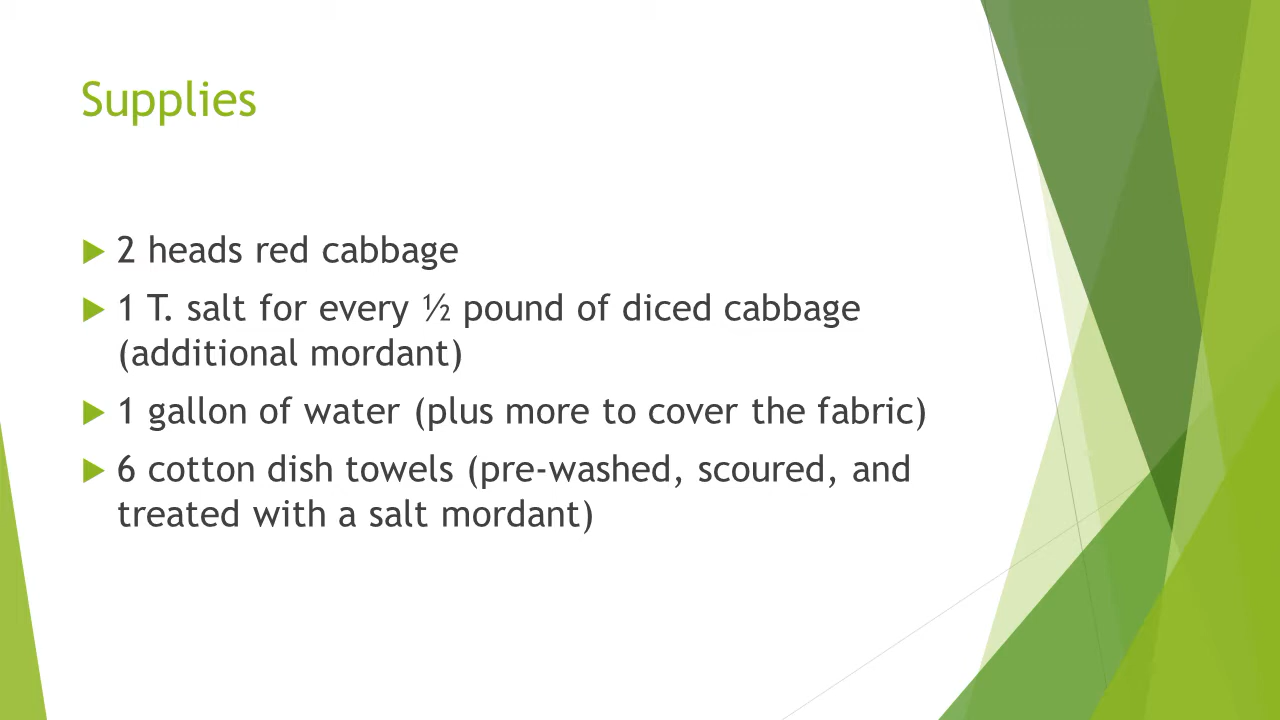 Supplies
2 heads red cabbage
1 T. salt for every ½ pound of diced cabbage
(additional mordant)
1 gallon of water (plus more to cover the fabric)
6 cotton dish towels (pre-washed, scoured, and
treated with a salt mordant)